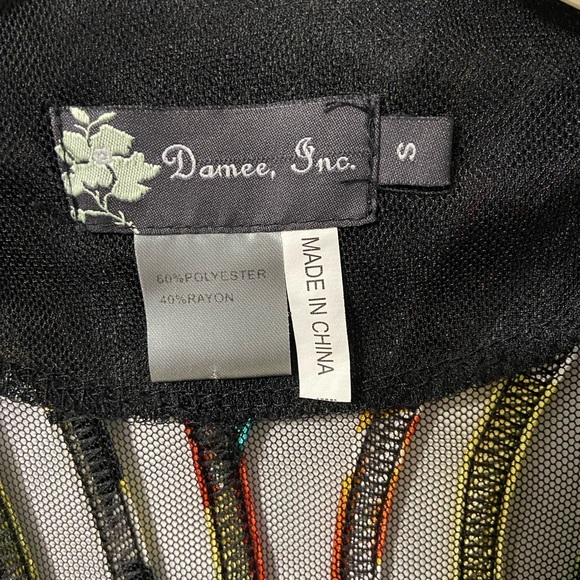 Damee, Inc.
S
60%POLYESTER
40%RAYON
MADE IN CHINA